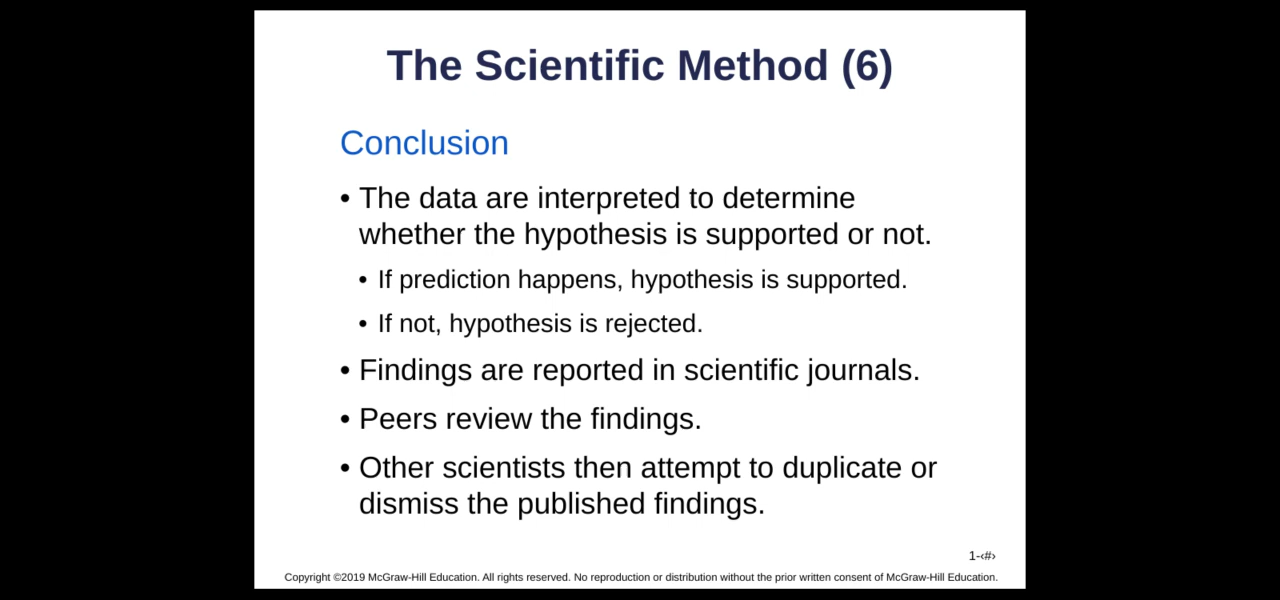 The Scientific Method (6)
Conclusion
• The data are interpreted to determine
whether the hypothesis is supported or not.
• If prediction happens, hypothesis is supported.
• If not, hypothesis is rejected.
• Findings are reported in scientific journals.
• Peers review the findings.
• Other scientists then attempt to duplicate or
dismiss the published findings.
1-‹#›
Copyright ©2019 McGraw-Hill Education. All rights reserved. No reproduction or distribution without the prior written consent of McGraw-Hill Education.